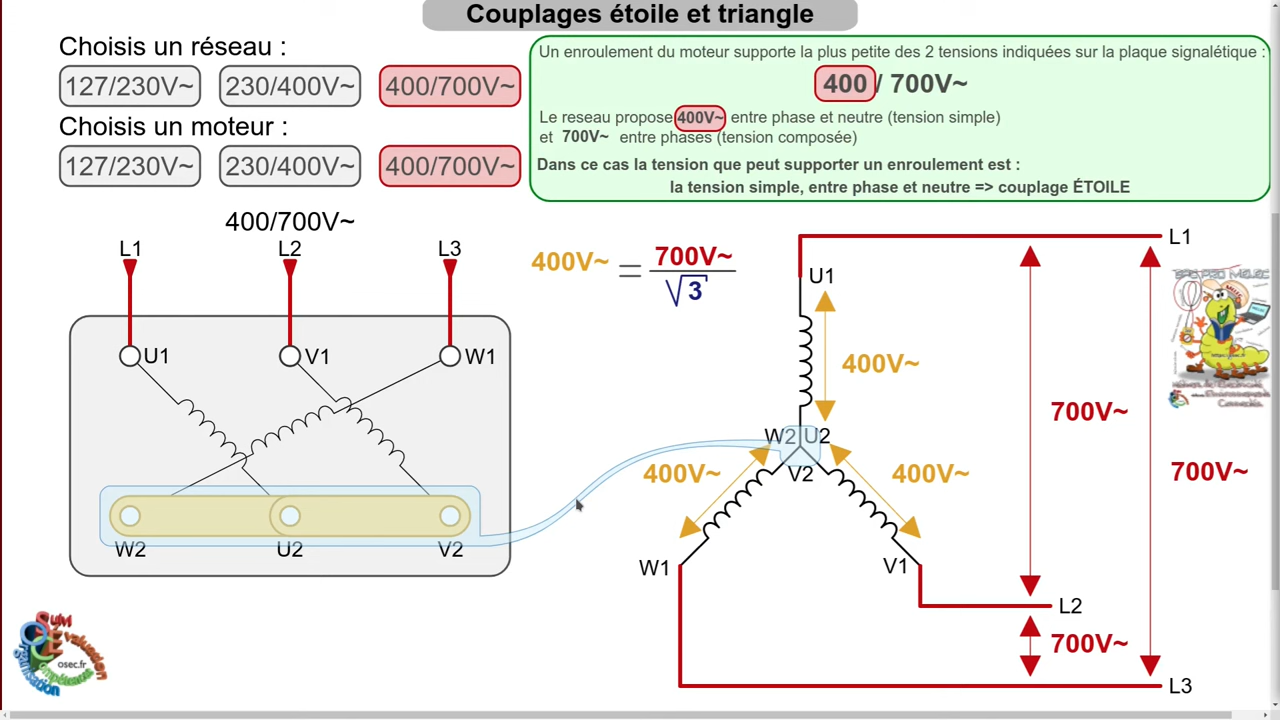 Couplages étoile et triangle
Choisis un réseau :
127/230V~ 230/400V~ 400/700V~
Choisis un moteur :
127/230V~ 230/400V~ 400/700V~
Un enroulement du moteur supporte la plus petite des 2 tensions indiquées sur la plaque signalétique :
400 / 700V~
Le reseau propose 400V~ entre phase et neutre (tension simple)
et 700V~ entre phases (tension composée)
Dans ce cas la tension que peut supporter un enroulement est :
la tension simple, entre phase et neutre => couplage ÉTOILE
400/700V~
L1 L2 L3
U1 V1 W1
W2 U2 V2
400V~ = 700V~
√3
L1
U1
400V~
700V~
W2 U2
400V~ V2 400V~
700V~
W1 V1
L2
700V~
L3
osec.fr